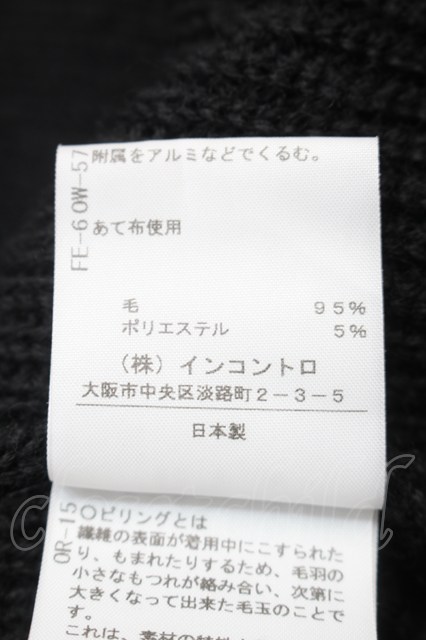 附属をアルミなどでくるむ。
FE-60W-57
あて布使用
毛 95%
ポリエステル 5%
(株)インコントロ
大阪市中央区淡路町2-3-5
日本製
OR-15
〇ピリングとは
繊維の表面が着用中にこすられた
り、もまれたりするため、毛羽の
小さなもつれが絡み合い、次第に
大きくなって出来た毛玉のことで
す。
これは、素材の特性